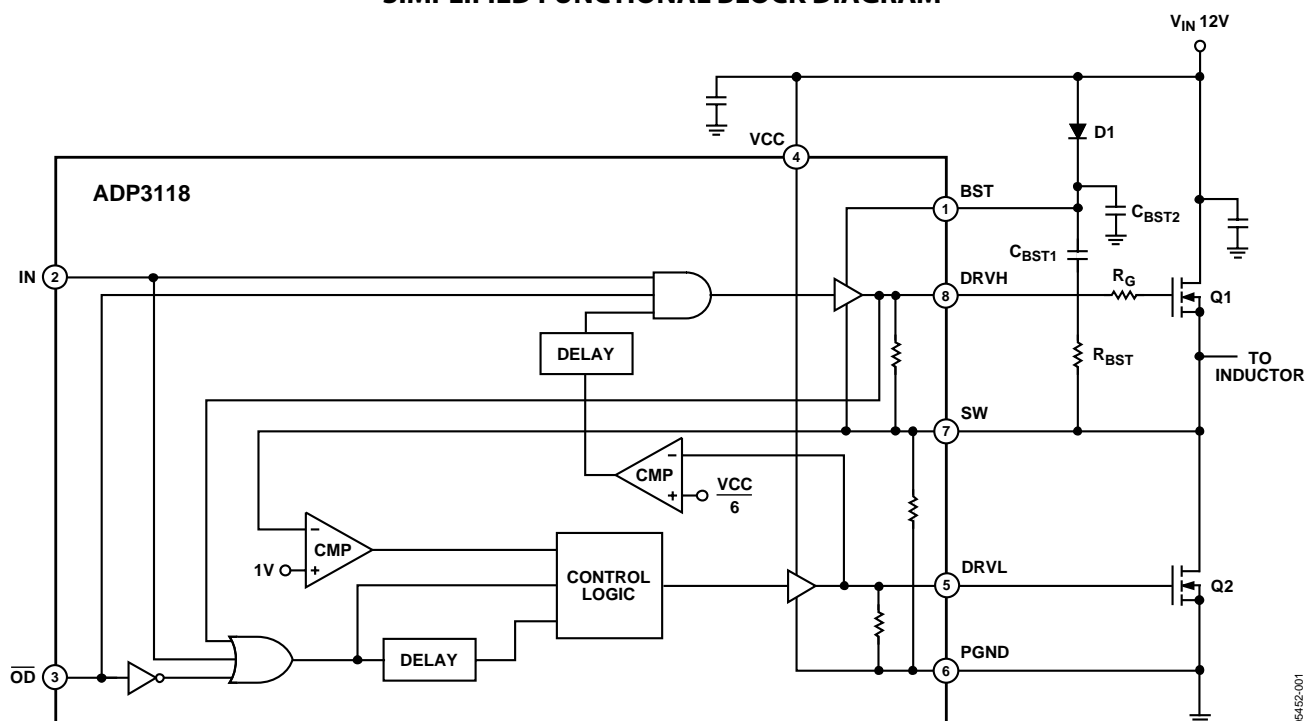 SIMPLIFIED FUNCTIONAL BLOCK DIAGRAM
VIN 12V
VCC
4
D1
ADP3118
BST
1
CBST2
CBST1
IN 2
DRVH
8
RG
Q1
DELAY
RBST
TO
INDUCTOR
SW
7
CMP
VCC
6
CMP
1V
CONTROL
LOGIC
DRVL
5
Q2
DELAY
PGND
6
OD 3